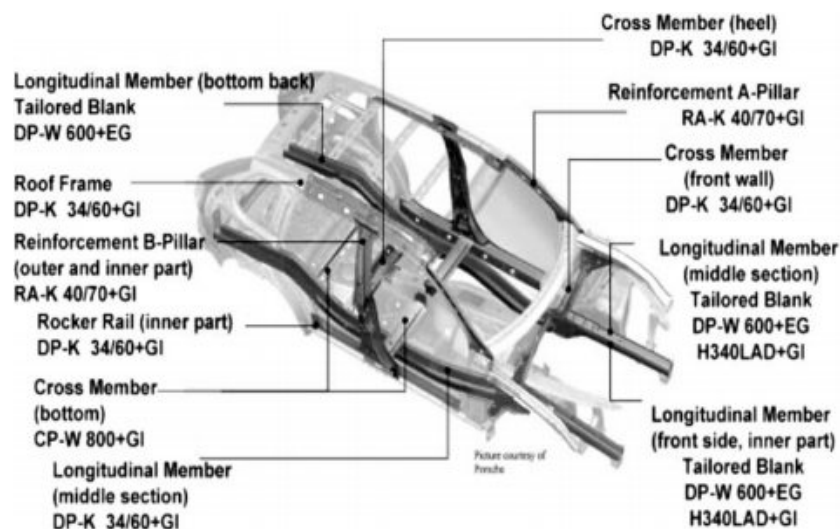 Cross Member (heel)
DP-K 34/60+GI
Longitudinal Member (bottom back)
Tailored Blank
DP-W 600+EG
Reinforcement A-Pillar
RA-K 40/70+GI
Cross Member
(front wall)
DP-K 34/60+GI
Roof Frame
DP-K 34/60+GI
Reinforcement B-Pillar
(outer and inner part)
RA-K 40/70+GI
Longitudinal Member
(middle section)
Tailored Blank
DP-W 600+EG
H340LAD+GI
Rocker Rail (inner part)
DP-K 34/60+GI
Cross Member
(bottom)
CP-W 800+GI
Longitudinal Member
(front side, inner part)
Tailored Blank
DP-W 600+EG
H340LAD+GI
Longitudinal Member
(middle section)
DP-K 34/60+GI
Picture courtesy of
Porsche